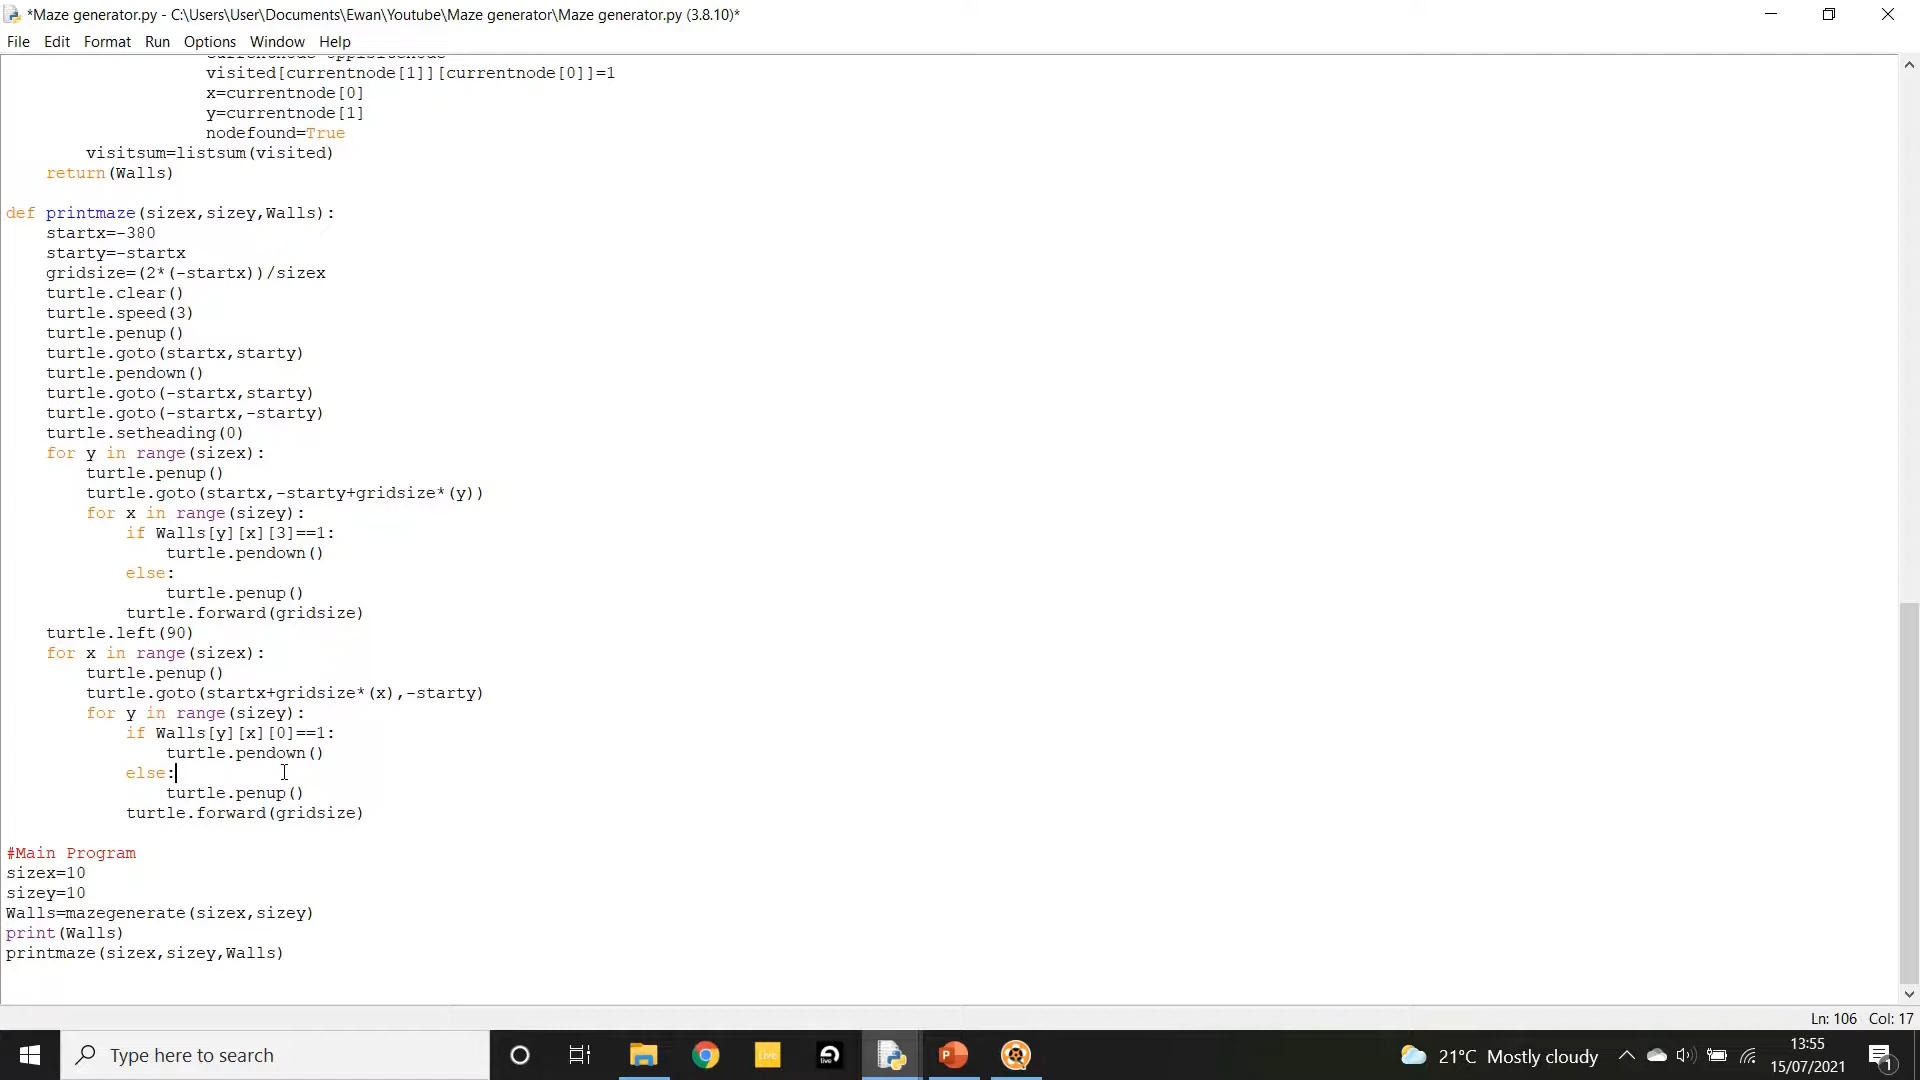 *Maze generator.py - C:\Users\User\Documents\Ewan\Youtube\Maze generator\Maze generator.py (3.8.10)*
File Edit Format Run Options Window Help
visited[currentnode[1]][currentnode[0]]=1
x=currentnode[0]
y=currentnode[1]
nodefound=True
visitsum=listsum(visited)
return(Walls)
def printmaze(sizex,sizey,Walls):
startx=-380
starty=-startx
gridsize=(2*(-startx))/sizex
turtle.clear()
turtle.speed(3)
turtle.penup()
turtle.goto(startx,starty)
turtle.pendown()
turtle.goto(-startx,starty)
turtle.goto(-startx,-starty)
turtle.setheading(0)
for y in range(sizex):
turtle.penup()
turtle.goto(startx,-starty+gridsize*(y))
for x in range(sizey):
if Walls[y][x][3]==1:
turtle.pendown()
else:
turtle.penup()
turtle.forward(gridsize)
turtle.left(90)
for x in range(sizex):
turtle.penup()
turtle.goto(startx+gridsize*(x),-starty)
for y in range(sizey):
if Walls[y][x][0]==1:
turtle.pendown()
else:
turtle.penup()
turtle.forward(gridsize)
#Main Program
sizex=10
sizey=10
Walls=mazegenerate(sizex,sizey)
print(Walls)
printmaze(sizex,sizey,Walls)
Ln: 106 Col: 17
Type here to search
Live
live
P
21°C Mostly cloudy
13:55
15/07/2021
1